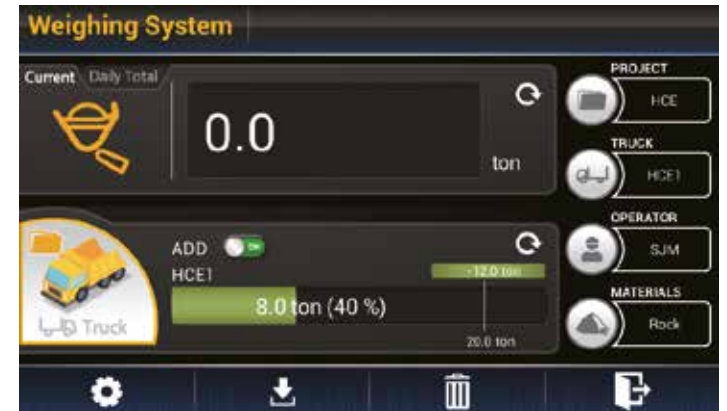 Weighing System
Current Daily Total
0.0
ton
ADD ON
HCE1
-12.0 ton
8.0 ton (40 %)
20.0 ton
Truck
PROJECT
HCE
TRUCK
HCE1
OPERATOR
SJM
MATERIALS
Rock